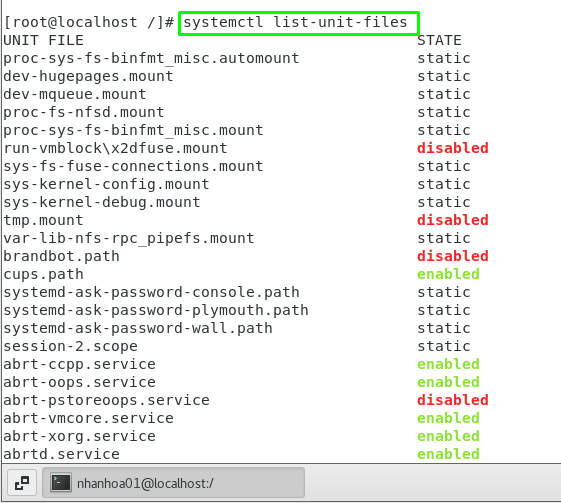 [root@localhost /]# systemctl list-unit-files
UNIT FILE STATE
proc-sys-fs-binfmt_misc.automount static
dev-hugepages.mount static
dev-mqueue.mount static
proc-fs-nfsd.mount static
proc-sys-fs-binfmt_misc.mount static
run-vmblock\x2dfuse.mount disabled
sys-fs-fuse-connections.mount static
sys-kernel-config.mount static
sys-kernel-debug.mount static
tmp.mount disabled
var-lib-nfs-rpc_pipefs.mount static
brandbot.path disabled
cups.path enabled
systemd-ask-password-console.path static
systemd-ask-password-plymouth.path static
systemd-ask-password-wall.path static
session-2.scope static
abrt-ccpp.service enabled
abrt-oops.service enabled
abrt-pstoreoops.service disabled
abrt-vmcore.service enabled
abrt-xorg.service enabled
abrtd.service enabled
nhanhoa01@localhost:/